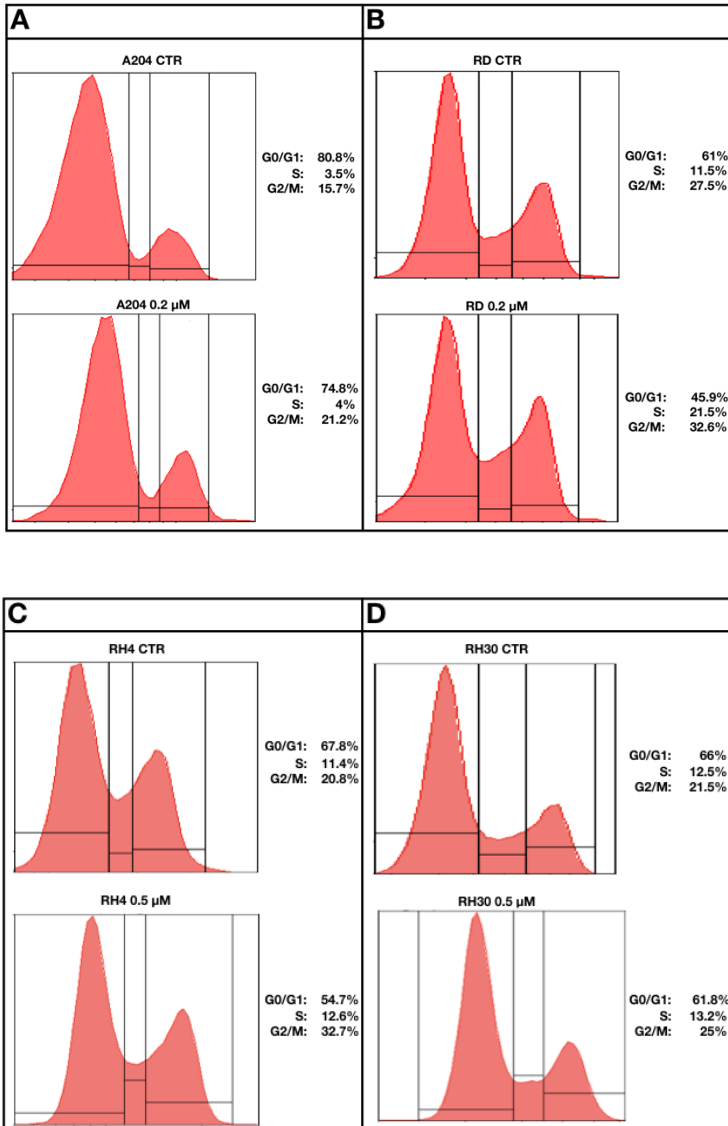 A
A204 CTR
G0/G1: 80.8%
S: 3.5%
G2/M: 15.7%
A204 0.2 µM
G0/G1: 74.8%
S: 4%
G2/M: 21.2%
B
RD CTR
G0/G1: 61%
S: 11.5%
G2/M: 27.5%
RD 0.2 µM
G0/G1: 45.9%
S: 21.5%
G2/M: 32.6%
C
RH4 CTR
G0/G1: 67.8%
S: 11.4%
G2/M: 20.8%
RH4 0.5 µM
G0/G1: 54.7%
S: 12.6%
G2/M: 32.7%
D
RH30 CTR
G0/G1: 66%
S: 12.5%
G2/M: 21.5%
RH30 0.5 µM
G0/G1: 61.8%
S: 13.2%
G2/M: 25%